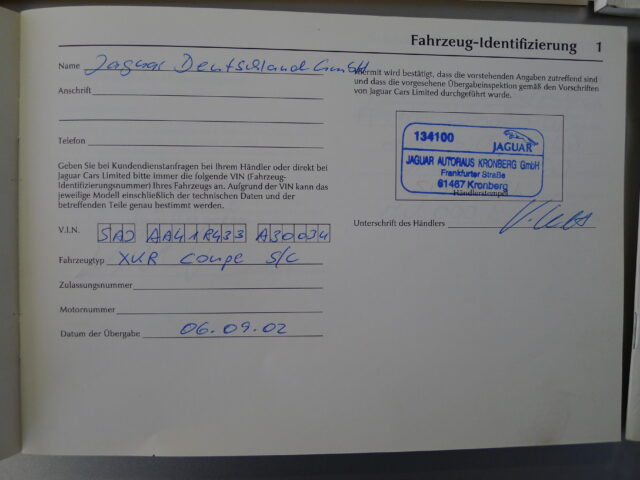 Fahrzeug-Identifizierung 1
Name Jaguar Deutschland GmbH
Anschrift
Telefon
Geben Sie bei Kundendienstanfragen bei Ihrem Händler oder direkt bei
Jaguar Cars Limited bitte immer die folgende VIN (Fahrzeug-
Identifizierungsnummer) Ihres Fahrzeugs an. Aufgrund der VIN kann das
jeweilige Modell einschließlich der technischen Daten und der
betreffenden Teile genau bestimmt werden.
V.I.N. SAJ AA41R433 A30034
Fahrzeugtyp XKR Coupe S/C
Zulassungsnummer
Motornummer
Datum der Übergabe 06.09.02
Hiermit wird bestätigt, dass die vorstehenden Angaben zutreffend sind
und dass die vorgesehene Übergabeinspektion gemäß den Vorschriften
von Jaguar Cars Limited durchgeführt wurde.
134100 JAGUAR
JAGUAR AUTOHAUS KRONBERG GmbH
Frankfurter Straße
61467 Kronberg
Händlerstempel
Unterschrift des Händlers